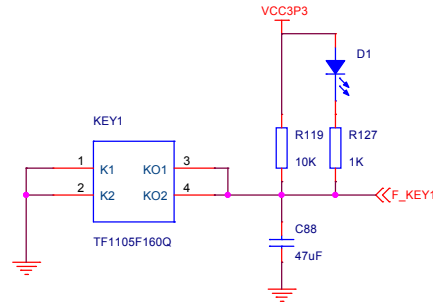 VCC3P3
D1
KEY1
R119
R127
10K
1K
1
K1
KO1
3
2
K2
KO2
4
F_KEY1
C88
TF1105F160Q
47uF